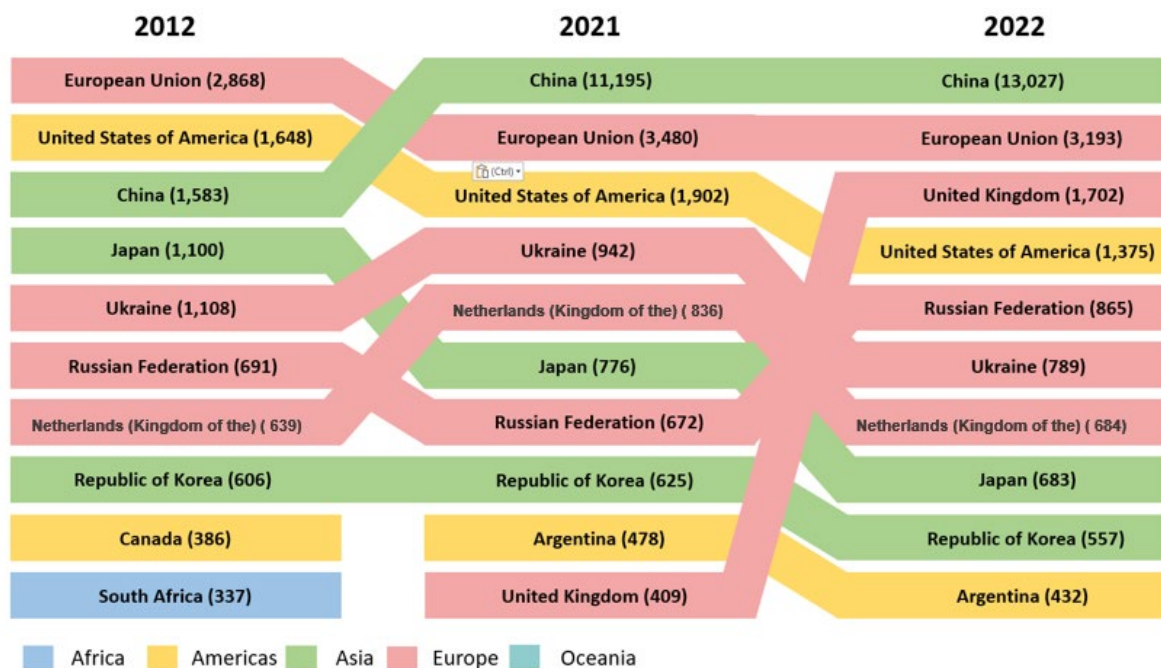 2012 2021 2022
European Union (2,868) China (11,195) China (13,027)
United States of America (1,648) European Union (3,480) European Union (3,193)
(Ctrl)
China (1,583) United States of America (1,902) United Kingdom (1,702)
Japan (1,100) Ukraine (942) United States of America (1,375)
Ukraine (1,108) Netherlands (Kingdom of the) ( 836) Russian Federation (865)
Russian Federation (691) Japan (776) Ukraine (789)
Netherlands (Kingdom of the) ( 639) Russian Federation (672) Netherlands (Kingdom of the) ( 684)
Republic of Korea (606) Republic of Korea (625) Japan (683)
Canada (386) Argentina (478) Republic of Korea (557)
South Africa (337) United Kingdom (409) Argentina (432)
Africa Americas Asia Europe Oceania